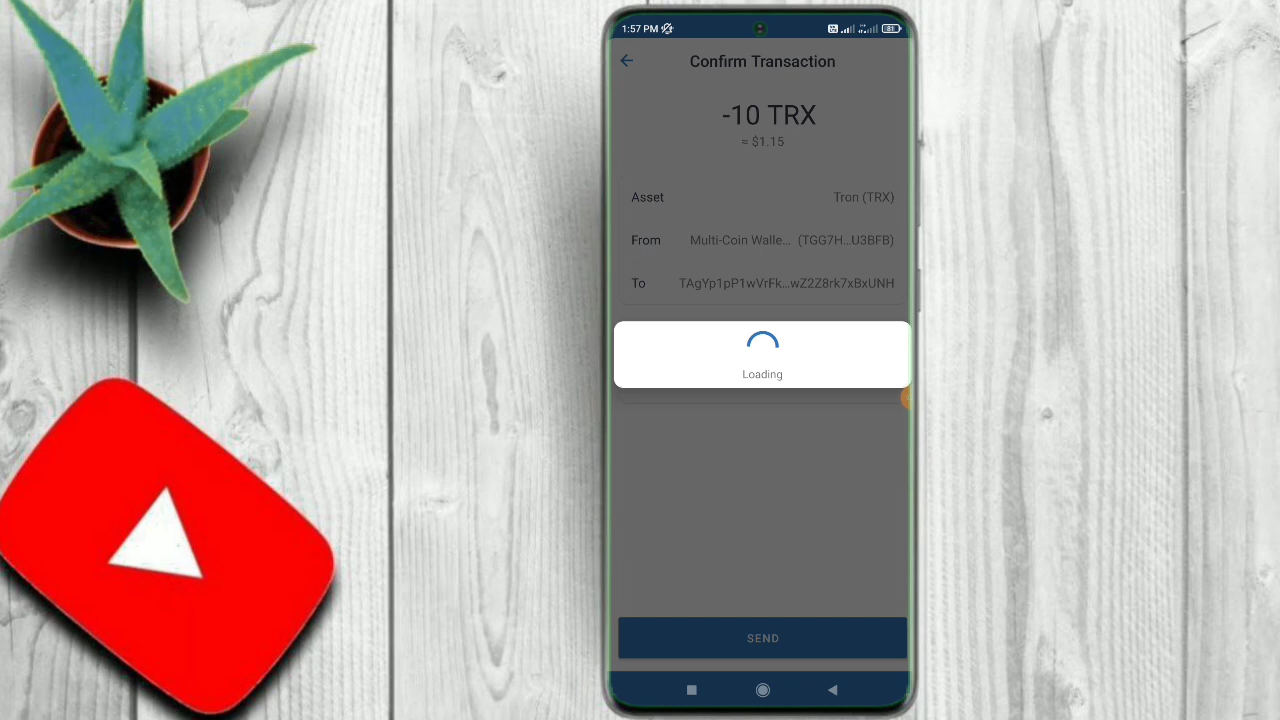 1:57 PM
Confirm Transaction
-10 TRX
≈ $1.15
Asset Tron (TRX)
From Multi-Coin Walle... (TGG7H...U3BFB)
To TAgYp1pP1wVrFk...wZ2Z8rk7xBxUNH
Loading
SEND